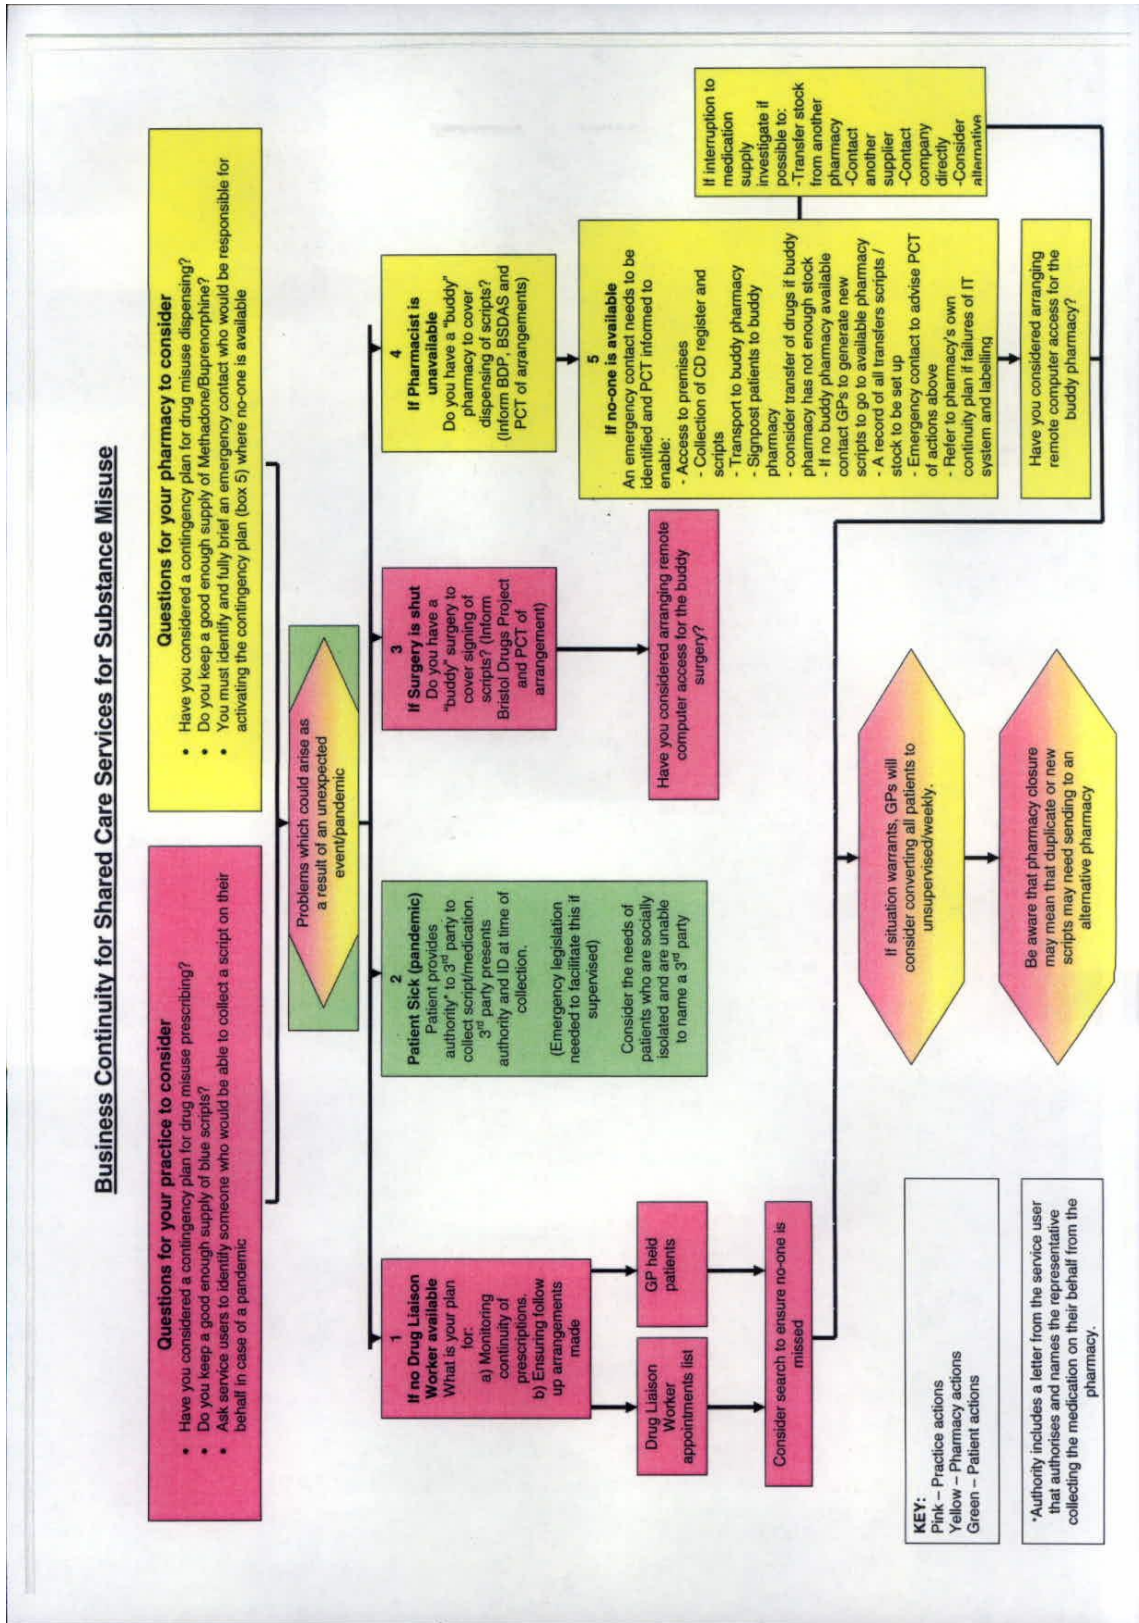 Business Continuity for Shared Care Services for Substance Misuse
Questions for your practice to consider
• Have you considered a contingency plan for drug misuse prescribing?
• Do you keep a good enough supply of blue scripts?
• Ask service users to identify someone who would be able to collect a script on their
behalf in case of a pandemic
Questions for your pharmacy to consider
• Have you considered a contingency plan for drug misuse dispensing?
• Do you keep a good enough supply of Methadone/Buprenorphine?
• You must identify and fully brief an emergency contact who would be responsible for
activating the contingency plan (box 5) where no-one is available
Problems which could arise as
a result of an unexpected
event/pandemic
1
If no Drug Liaison
Worker available
What is your plan
for:
a) Monitoring
continuity of
prescriptions.
b) Ensuring follow
up arrangements
made
Drug Liaison
Worker
appointments list
GP held
patients
Consider search to ensure no-one is
missed
2
Patient Sick (pandemic)
Patient provides
authority* to 3rd party to
collect script/medication.
3rd party presents
authority and ID at time of
collection.
(Emergency legislation
needed to facilitate this if
supervised)
Consider the needs of
patients who are socially
isolated and are unable
to name a 3rd party
3
If Surgery is shut
Do you have a
"buddy" surgery to
cover signing of
scripts? (Inform
Bristol Drugs Project
and PCT of
arrangement)
Have you considered arranging remote
computer access for the buddy
surgery?
4
If Pharmacist is
unavailable
Do you have a "buddy"
pharmacy to cover
dispensing of scripts?
(Inform BDP, BSDAS and
PCT of arrangements)
5
If no-one is available
An emergency contact needs to be
identified and PCT informed to
enable:
- Access to premises
- Collection of CD register and
scripts
- Transport to buddy pharmacy
- Signpost patients to buddy
pharmacy
- consider transfer of drugs if buddy
pharmacy has not enough stock
- If no buddy pharmacy available
contact GPs to generate new
scripts to go to available pharmacy
- A record of all transfers scripts /
stock to be set up
- Emergency contact to advise PCT
of actions above
- Refer to pharmacy's own
continuity plan if failures of IT
system and labelling
If interruption to
medication
supply
investigate if
possible to:
-Transfer stock
from another
pharmacy
-Contact
another
supplier
-Contact
company
directly
-Consider
alternative
Have you considered arranging
remote computer access for the
buddy pharmacy?
If situation warrants, GPs will
consider converting all patients to
unsupervised/weekly.
Be aware that pharmacy closure
may mean that duplicate or new
scripts may need sending to an
alternative pharmacy
KEY:
Pink – Practice actions
Yellow – Pharmacy actions
Green – Patient actions
*Authority includes a letter from the service user
that authorises and names the representative
collecting the medication on their behalf from the
pharmacy.